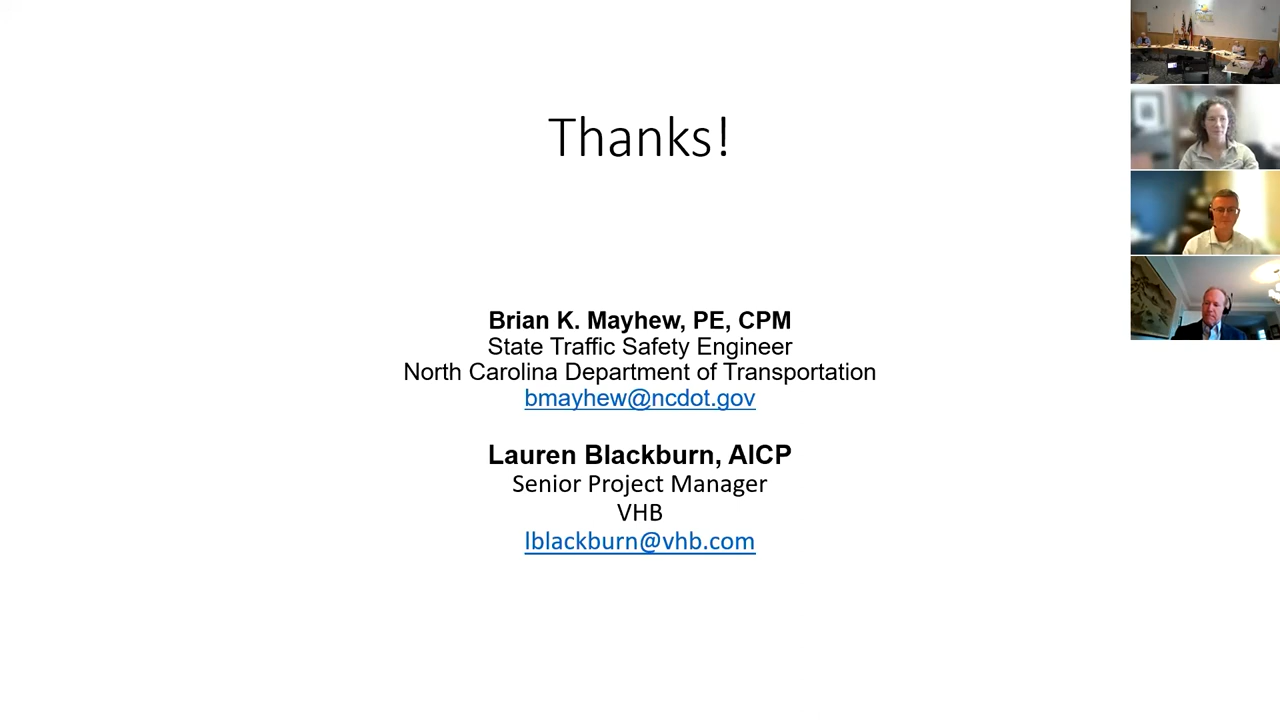 Thanks!
Brian K. Mayhew, PE, CPM
State Traffic Safety Engineer
North Carolina Department of Transportation
bmayhew@ncdot.gov
Lauren Blackburn, AICP
Senior Project Manager
VHB
lblackburn@vhb.com